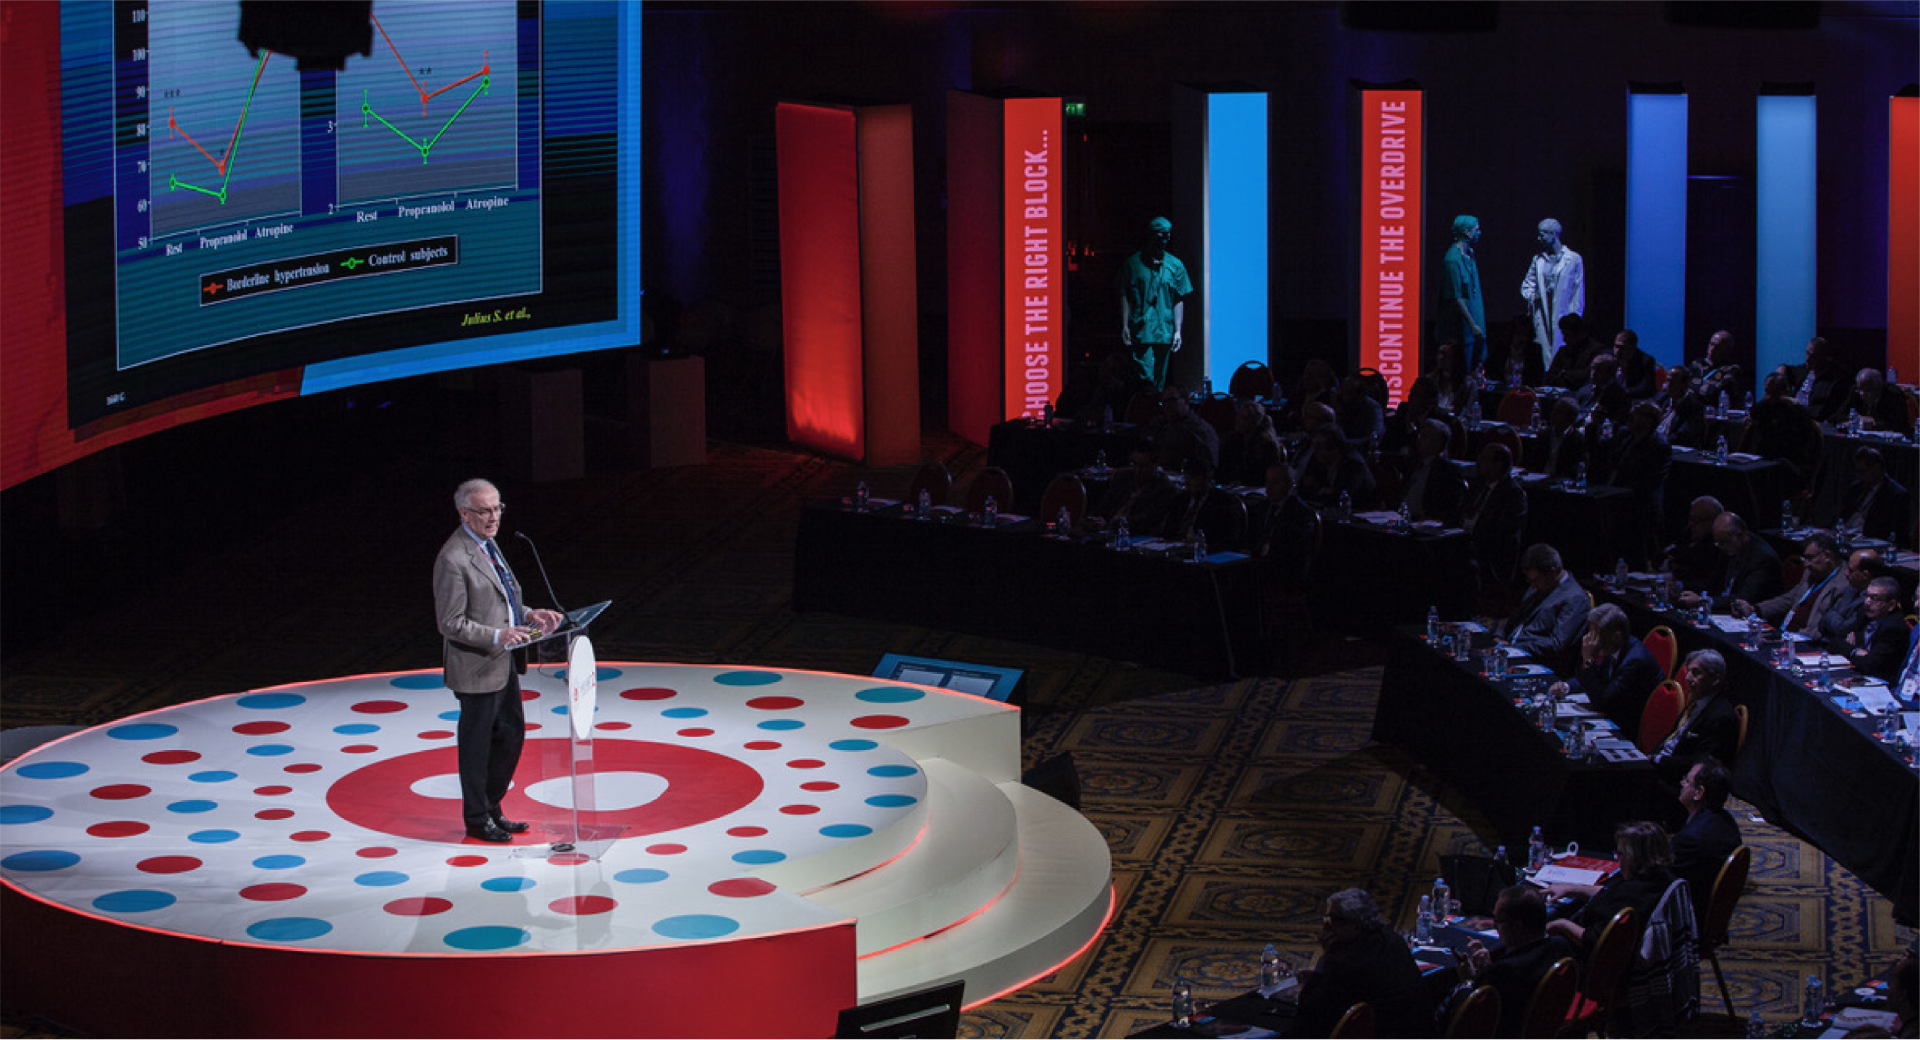 110
100
90
80
70
60
50
***
*
Rest Propranolol Atropine
**
3
2
Rest Propranolol Atropine
Borderline hypertension Control subjects
Julius S. et al.,
CHOOSE THE RIGHT BLOCK...
DISCONTINUE THE OVERDRIVE